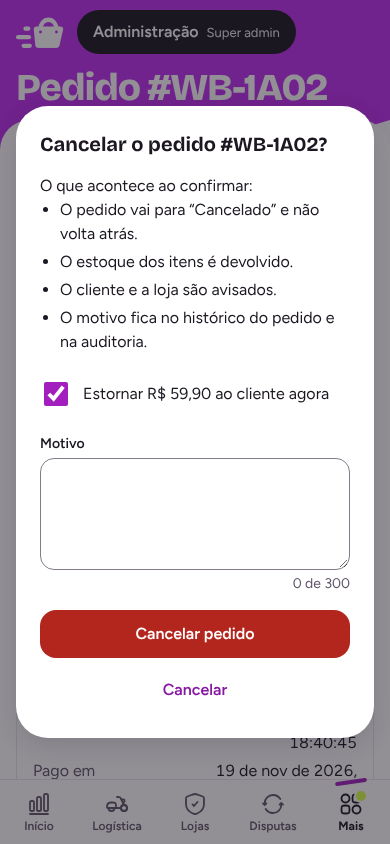 Administração Super admin
Pedido #WB-1A02
Cancelar o pedido #WB-1A02?
O que acontece ao confirmar:
• O pedido vai para “Cancelado” e não
volta atrás.
• O estoque dos itens é devolvido.
• O cliente e a loja são avisados.
• O motivo fica no histórico do pedido e
na auditoria.
Estornar R$ 59,90 ao cliente agora
Motivo
0 de 300
Cancelar pedido
Cancelar
18:40:45
Pago em 19 de nov de 2026,
Início Logística Lojas Disputas Mais